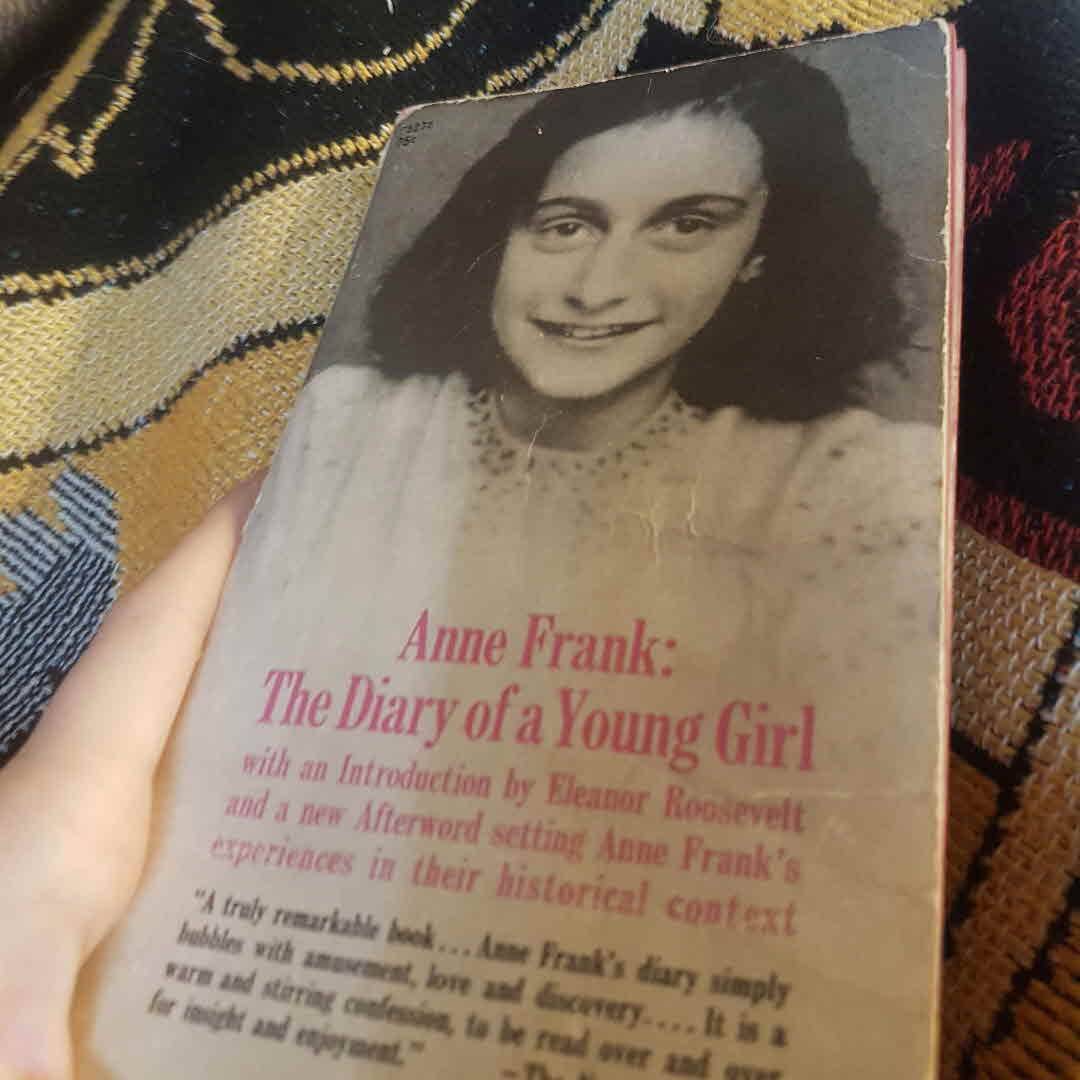 75¢
Anne Frank:
The Diary of a Young Girl
with an Introduction by Eleanor Roosevelt
and a new Afterword setting Anne Frank's
experiences in their historical context
"A truly remarkable book...Anne Frank's diary simply
bubbles with amusement, love and discovery....It is a
warm and stirring confession, to be read over and over
for insight and enjoyment."
—The